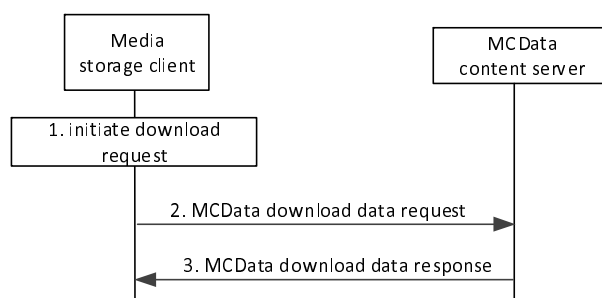 Media
storage client
MCData
content server
1. initiate download
request
2. MCData download data request
3. MCData download data response